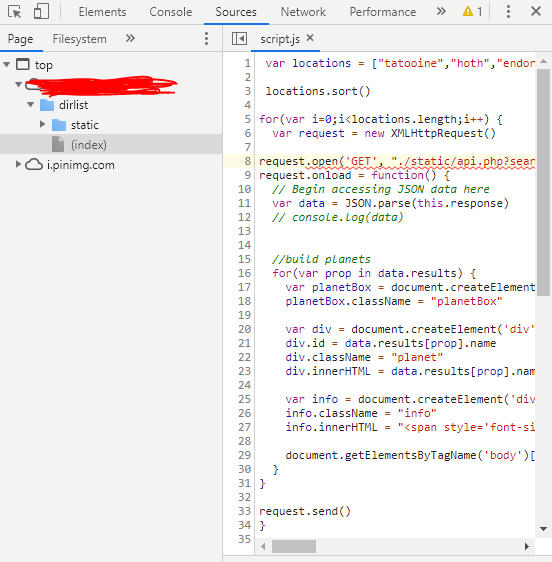 Elements Console Sources Network Performance » 1
Page Filesystem »
script.js
top
dirlist
static
(index)
i.pinimg.com
1 var locations = ["tatooine","hoth","endor
2
3 locations.sort()
4
5 for(var i=0;i<locations.length;i++) {
6 var request = new XMLHttpRequest()
7
8 request.open('GET', "./static/api.php?sear
9 request.onload = function() {
10 // Begin accessing JSON data here
11 var data = JSON.parse(this.response)
12 // console.log(data)
13
14
15 //build planets
16 for(var prop in data.results) {
17 var planetBox = document.createElement
18 planetBox.className = "planetBox"
19
20 var div = document.createElement('div'
21 div.id = data.results[prop].name
22 div.className = "planet"
23 div.innerHTML = data.results[prop].nam
24
25 var info = document.createElement('div
26 info.className = "info"
27 info.innerHTML = "<span style='font-si
28
29 document.getElementsByTagName('body')[
30 }
31 }
32
33 request.send()
34 }
35